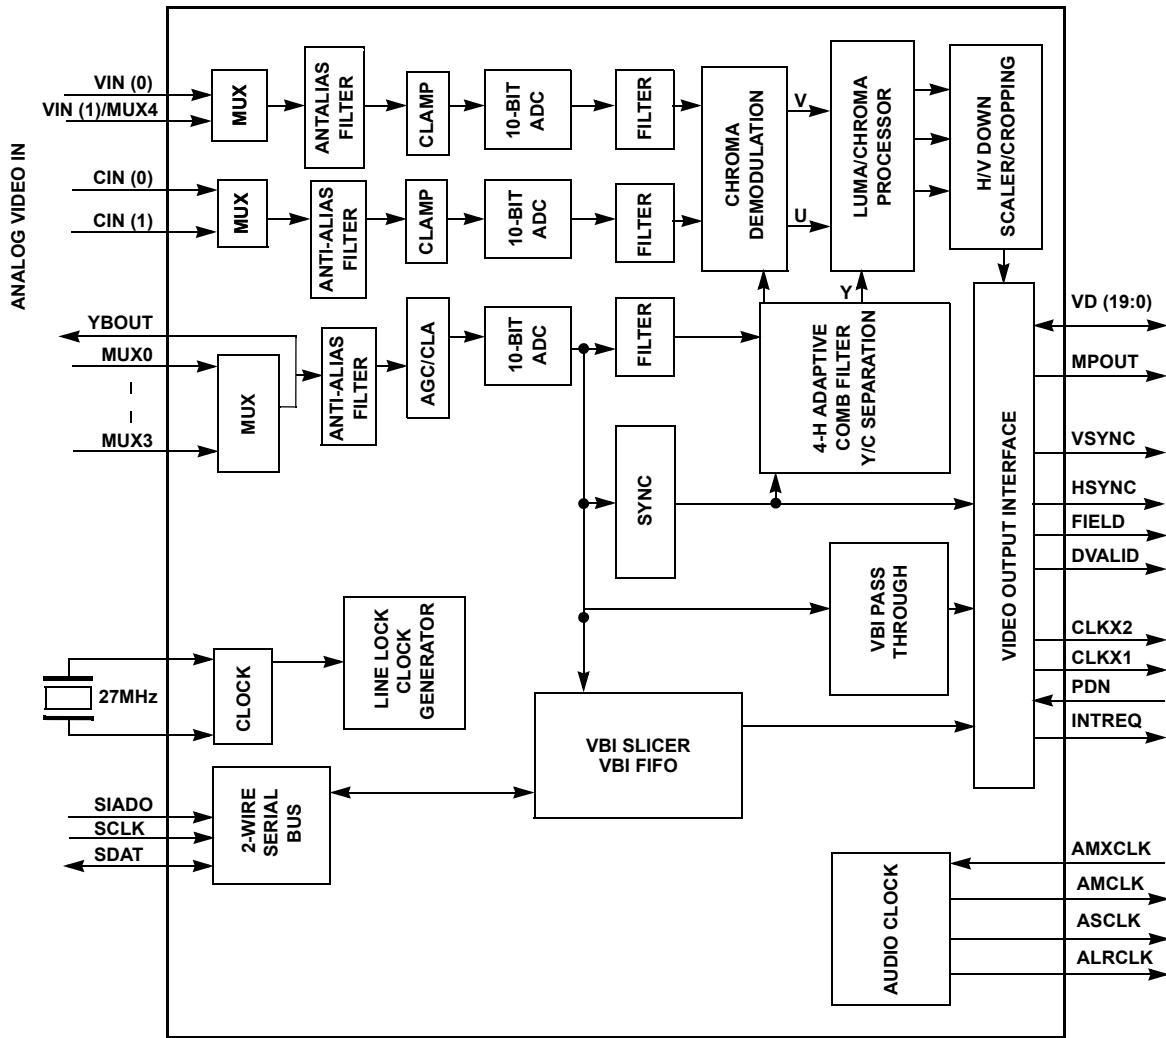 ANALOG VIDEO IN
VIN (0)
VIN (1)/MUX4
MUX
ANTALIAS
FILTER
CLAMP
10-BIT
ADC
FILTER
CHROMA
DEMODULATION
V
U
LUMA/CHROMA
PROCESSOR
H/V DOWN
SCALER/CROPPING
CIN (0)
CIN (1)
MUX
ANTI-ALIAS
FILTER
CLAMP
10-BIT
ADC
FILTER
YBOUT
MUX0
MUX3
MUX
ANTI-ALIAS
FILTER
AGC/CLA
10-BIT
ADC
FILTER
Y
4-H ADAPTIVE
COMB FILTER
Y/C SEPARATION
SYNC
VBI PASS
THROUGH
VIDEO OUTPUT INTERFACE
VD (19:0)
MPOUT
VSYNC
HSYNC
FIELD
DVALID
CLKX2
CLKX1
PDN
INTREQ
27MHz
CLOCK
LINE LOCK
CLOCK
GENERATOR
VBI SLICER
VBI FIFO
SIADO
SCLK
SDAT
2-WIRE
SERIAL
BUS
AUDIO CLOCK
AMXCLK
AMCLK
ASCLK
ALRCLK